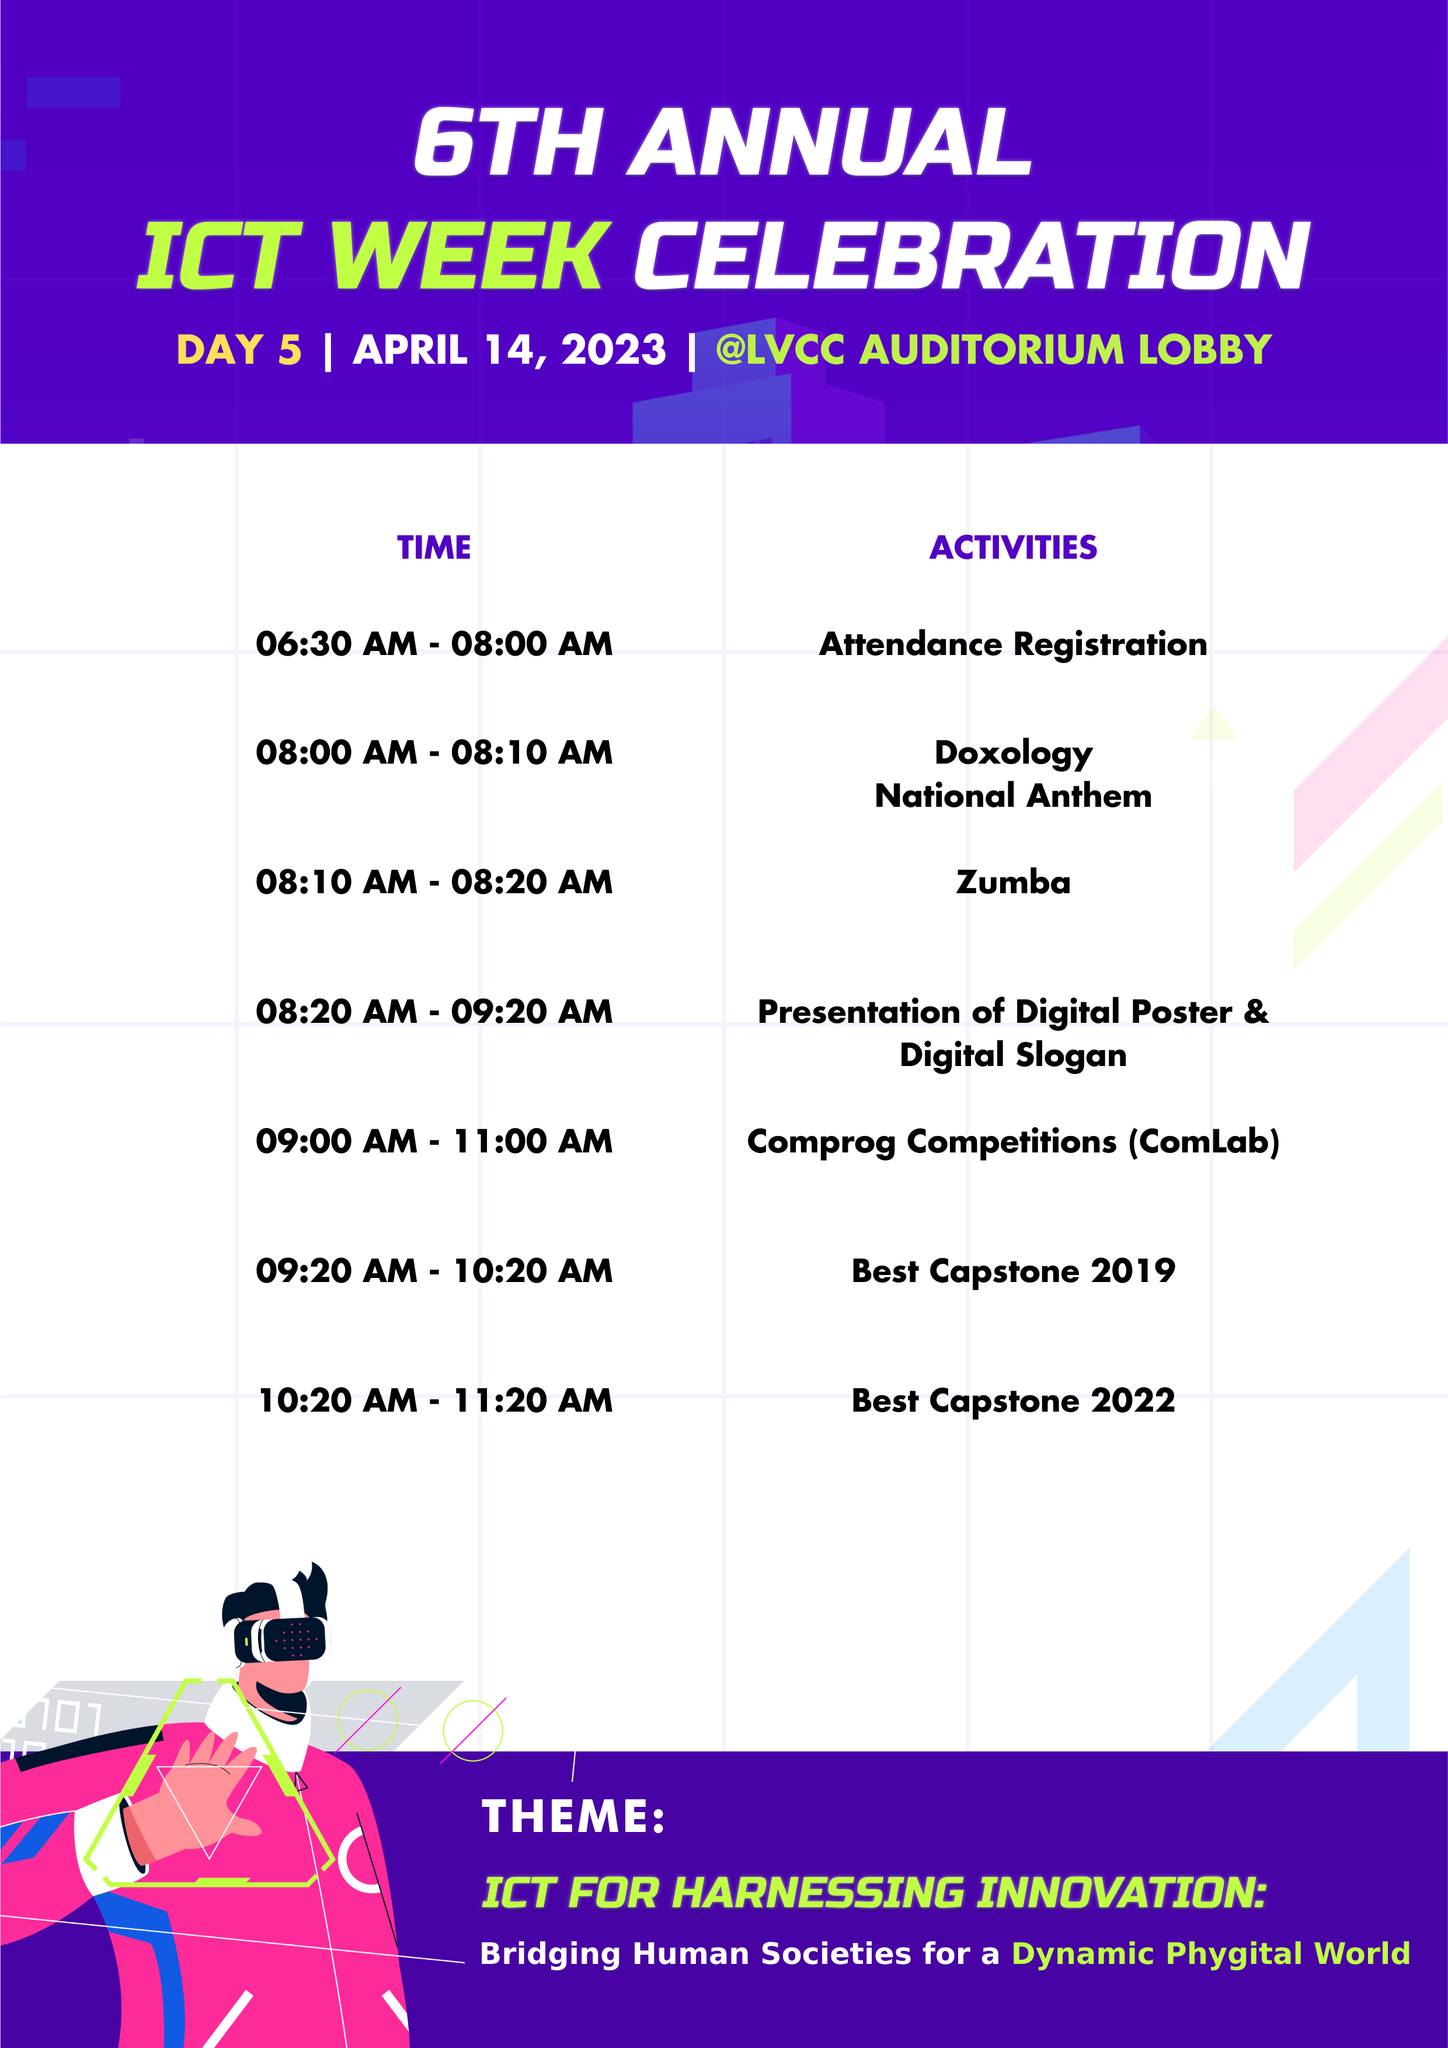 6TH ANNUAL
ICT WEEK CELEBRATION
DAY 5 | APRIL 14, 2023 | @LVCC AUDITORIUM LOBBY
TIME ACTIVITIES
06:30 AM - 08:00 AM Attendance Registration
08:00 AM - 08:10 AM Doxology
National Anthem
08:10 AM - 08:20 AM Zumba
08:20 AM - 09:20 AM Presentation of Digital Poster &
Digital Slogan
09:00 AM - 11:00 AM Comprog Competitions (ComLab)
09:20 AM - 10:20 AM Best Capstone 2019
10:20 AM - 11:20 AM Best Capstone 2022
THEME:
ICT FOR HARNESSING INNOVATION:
Bridging Human Societies for a Dynamic Phygital World